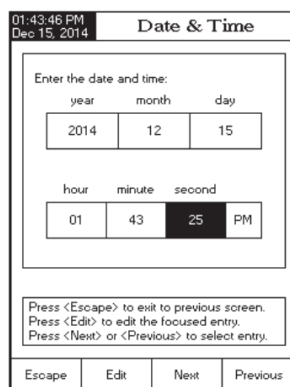 01:43:46 PM
Dec 15, 2014
Date & Time
Enter the date and time:
year month day
2014 12 15
hour minute second
01 43 25 PM
Press <Escape> to exit to previous screen.
Press <Edit> to edit the focused entry.
Press <Next> or <Previous> to select entry.
Escape Edit Next Previous